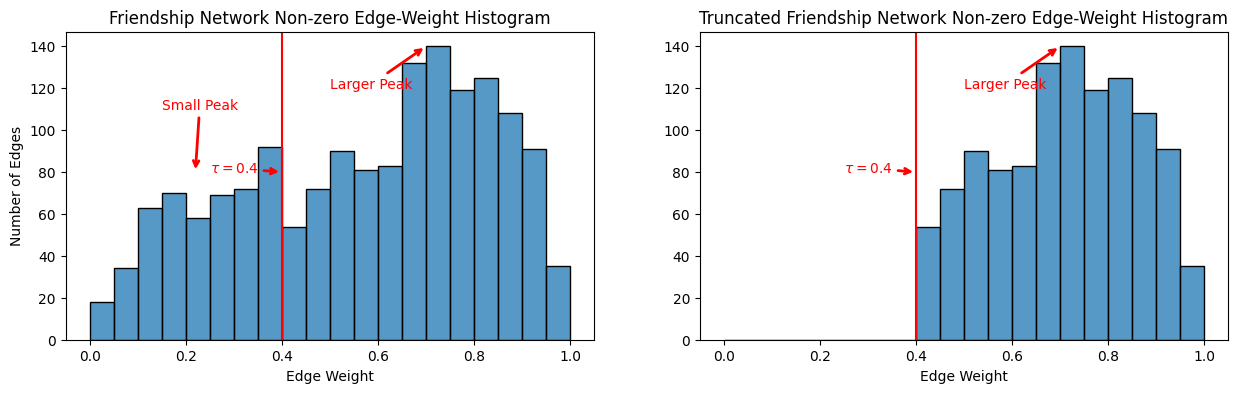 Friendship Network Non-zero Edge-Weight Histogram
Number of Edges
140
120
100
80
60
40
20
0
Small Peak
Larger Peak
τ = 0.4
0.0 0.2 0.4 0.6 0.8 1.0
Edge Weight
Truncated Friendship Network Non-zero Edge-Weight Histogram
140
120
100
80
60
40
20
0
Larger Peak
τ = 0.4
0.0 0.2 0.4 0.6 0.8 1.0
Edge Weight